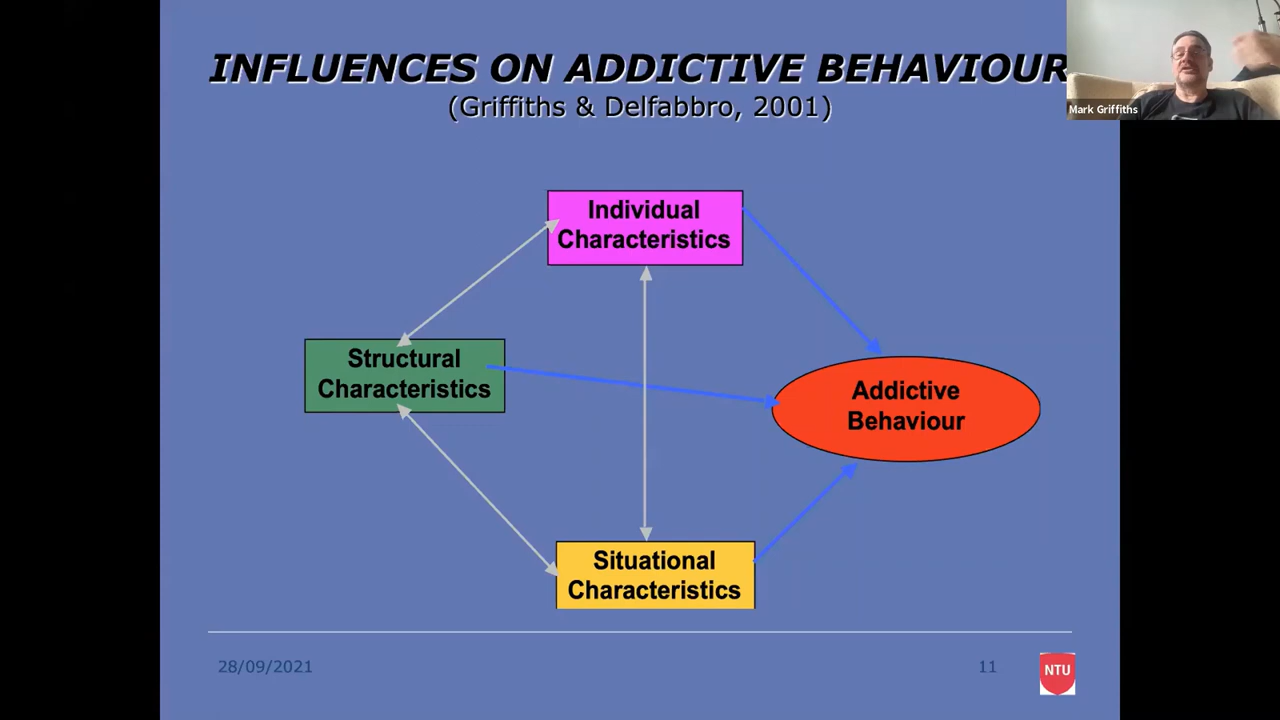 INFLUENCES ON ADDICTIVE BEHAVIOUR
(Griffiths & Delfabbro, 2001)
Mark Griffiths
Individual
Characteristics
Structural
Characteristics
Addictive
Behaviour
Situational
Characteristics
28/09/2021
11
NTU